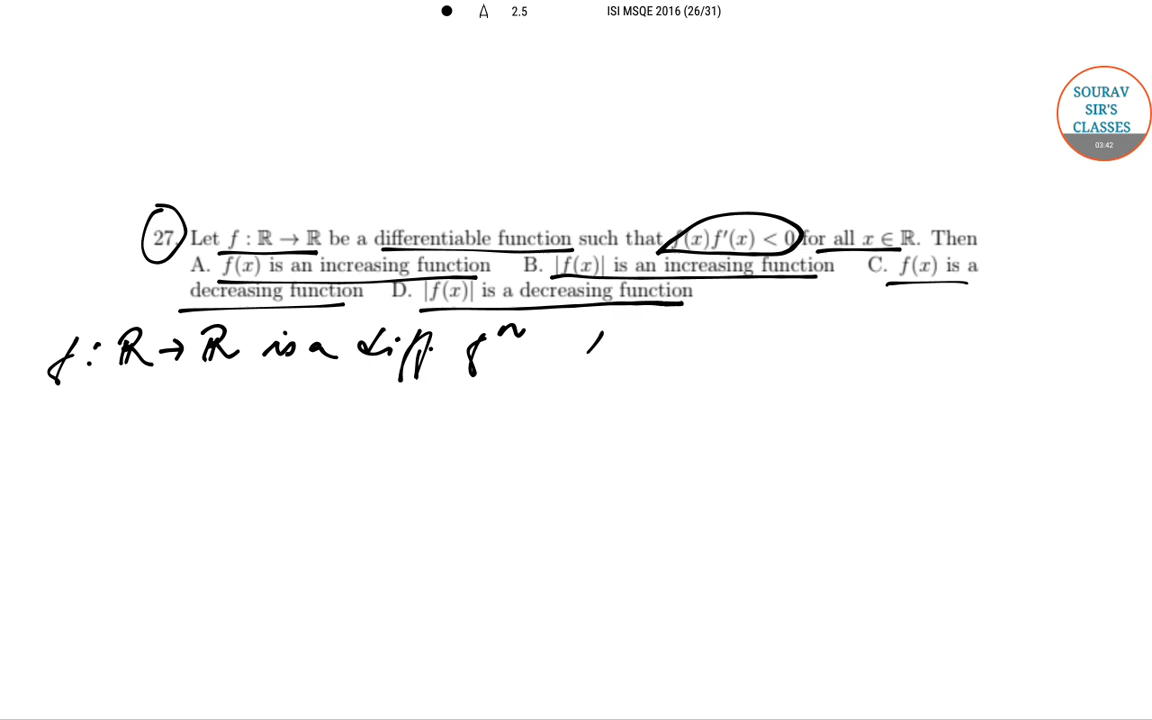 2.5 ISI MSQE 2016 (26/31)
SOURAV
SIR'S
CLASSES
03:42
27. Let f : ℝ → ℝ be a differentiable function such that f(x)f′(x) < 0 for all x ∈ ℝ. Then
A. f(x) is an increasing function B. |f(x)| is an increasing function C. f(x) is a
decreasing function D. |f(x)| is a decreasing function
f : ℝ → ℝ is a diff. fⁿ ,